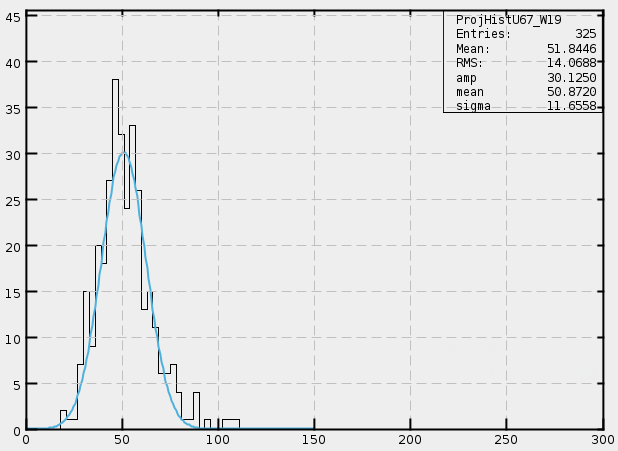 ProjHistU67_W19
Entries: 325
Mean: 51.8446
RMS: 14.0688
amp 30.1250
mean 50.8720
sigma 11.6558
45
40
35
30
25
20
15
10
5
0
0 50 100 150 200 250 300